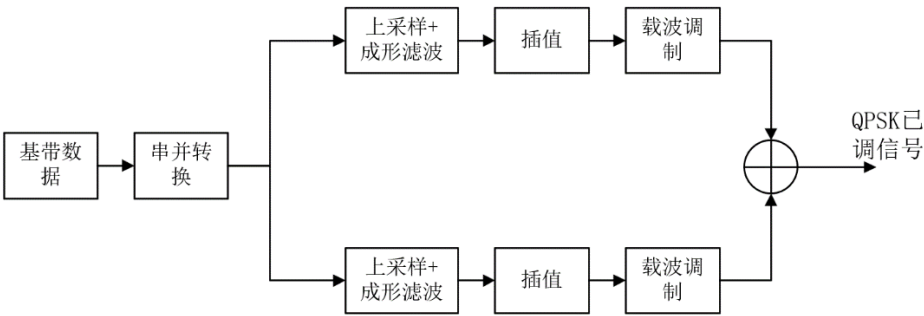 上采样+
成形滤波
插值
载波调
制
基带数
据
串并转
换
QPSK已
调信号
上采样+
成形滤波
插值
载波调
制